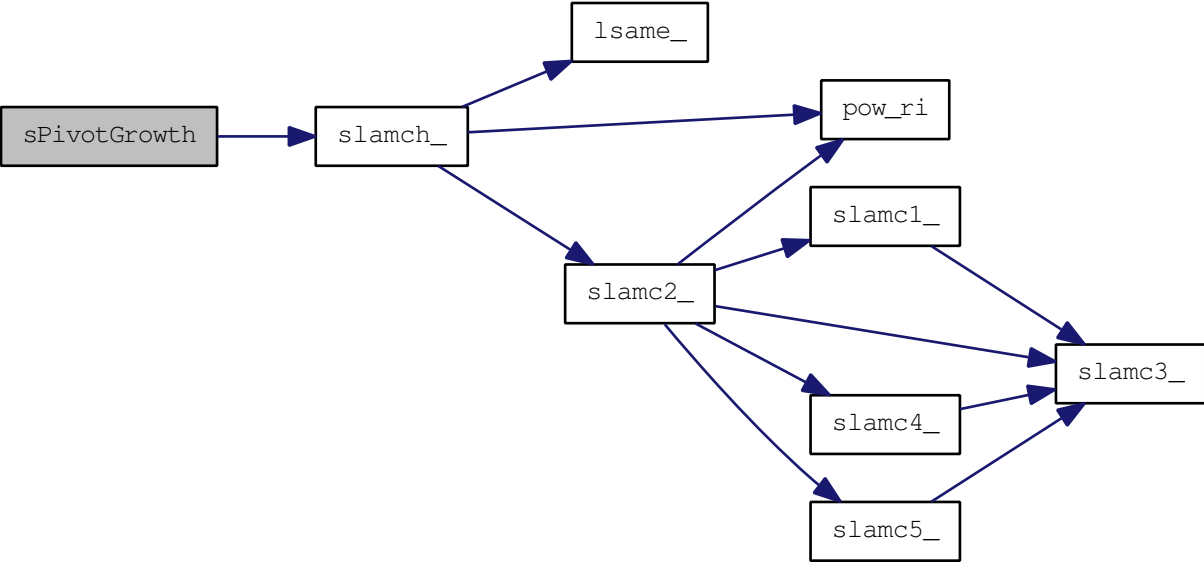 lsame_
pow_ri
sPivotGrowth
slamch_
slamc1_
slamc2_
slamc3_
slamc4_
slamc5_